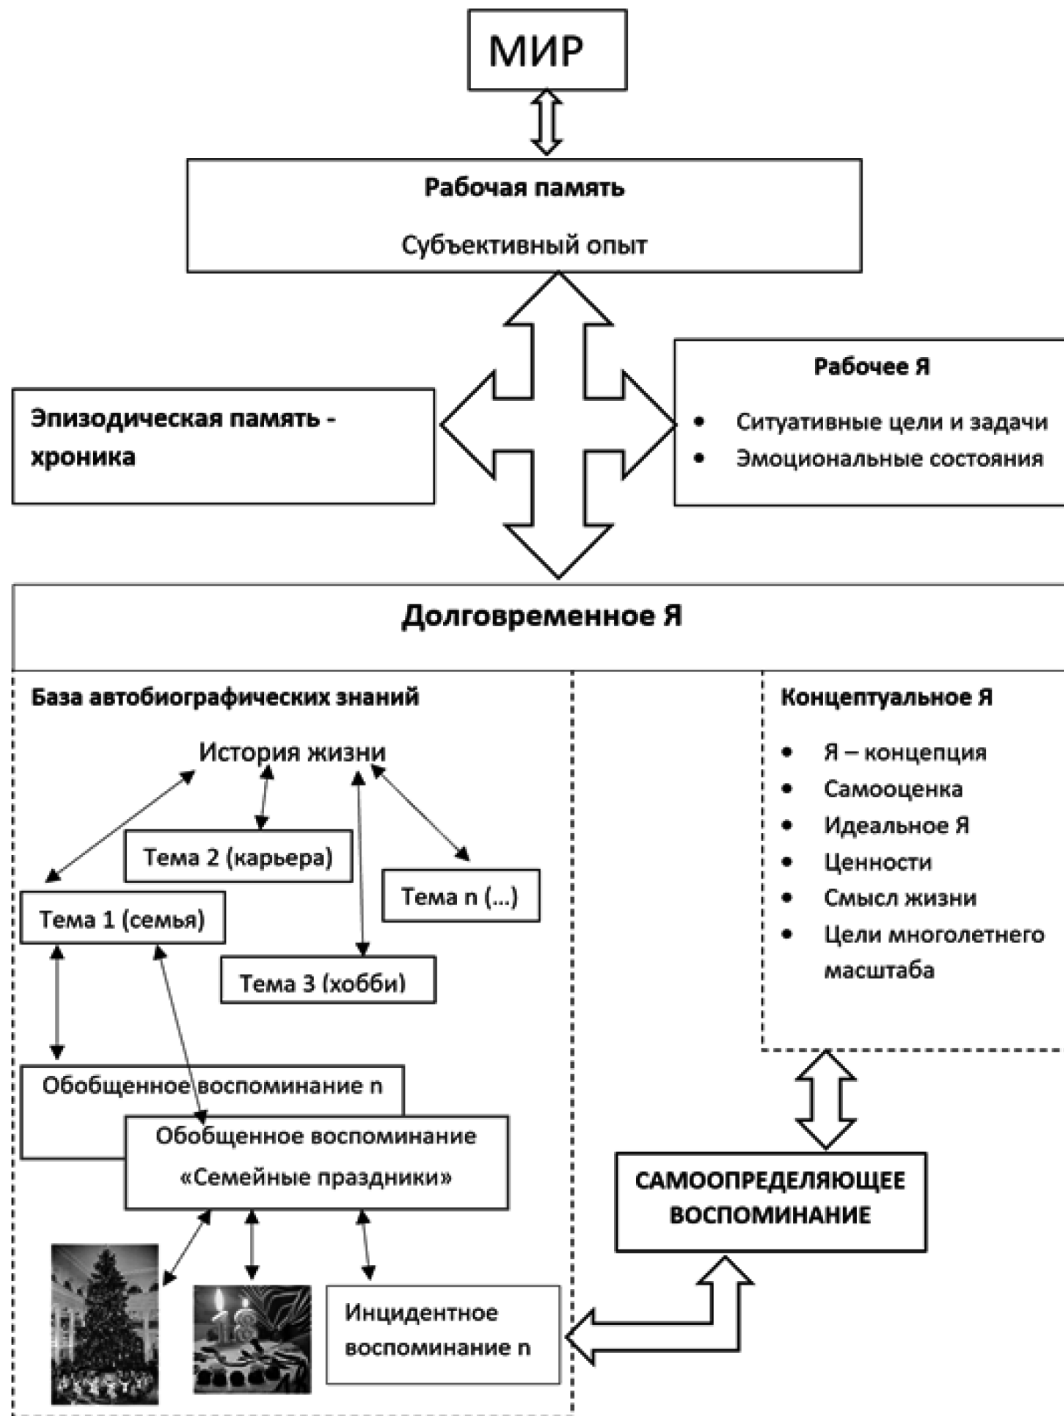 МИР
Рабочая память
Субъективный опыт
Эпизодическая память -
хроника
Рабочее Я
• Ситуативные цели и задачи
• Эмоциональные состояния
Долговременное Я
База автобиографических знаний
История жизни
Тема 2 (карьера)
Тема 1 (семья)
Тема n (...)
Тема 3 (хобби)
Обобщенное воспоминание n
Обобщенное воспоминание
«Семейные праздники»
Инцидентное
воспоминание n
Концептуальное Я
• Я – концепция
• Самооценка
• Идеальное Я
• Ценности
• Смысл жизни
• Цели многолетнего
масштаба
САМООПРЕДЕЛЯЮЩЕЕ
ВОСПОМИНАНИЕ
18